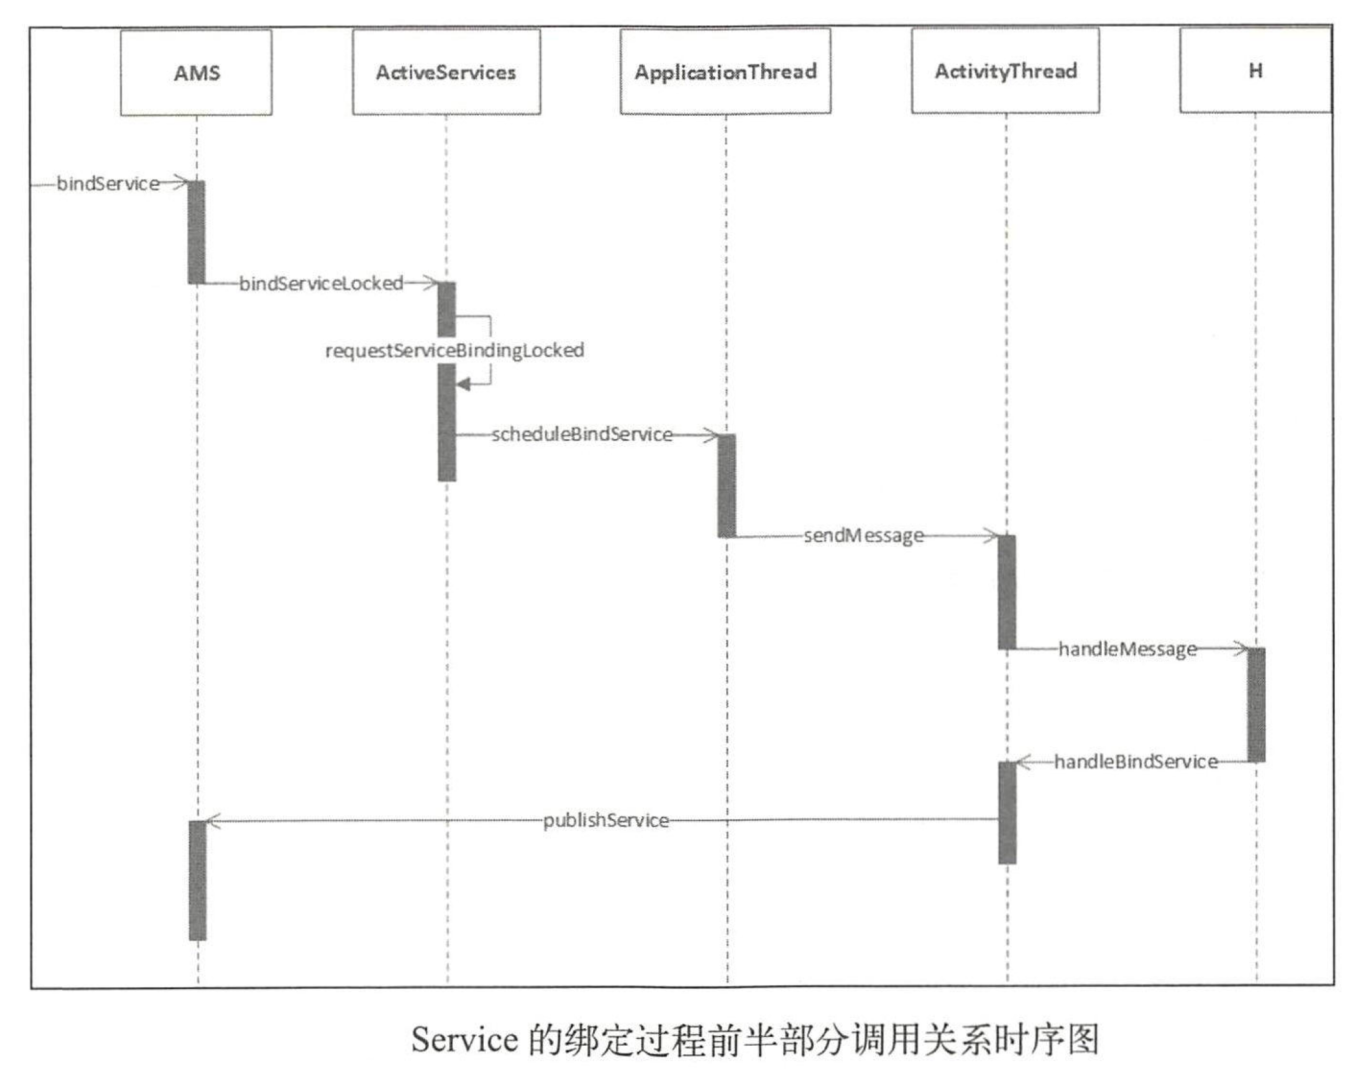 AMS ActiveServices ApplicationThread ActivityThread H
bindService
bindServiceLocked
requestServiceBindingLocked
scheduleBindService
sendMessage
handleMessage
handleBindService
publishService
Service 的绑定过程前半部分调用关系时序图